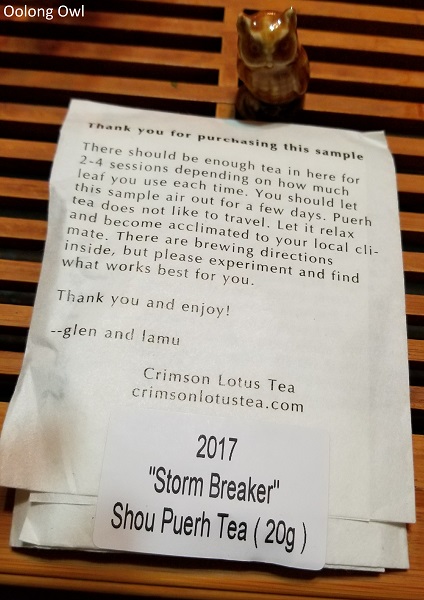 Oolong Owl
Thank you for purchasing this sample
There should be enough tea in here for
2-4 sessions depending on how much
leaf you use each time. You should let
this sample air out for a few days. Puerh
tea does not like to travel. Let it relax
and become acclimated to your local cli-
mate. There are brewing directions
inside, but please experiment and find
what works best for you.
Thank you and enjoy!
--glen and lamu
Crimson Lotus Tea
crimsonlotustea.com
2017
"Storm Breaker"
Shou Puerh Tea ( 20g )